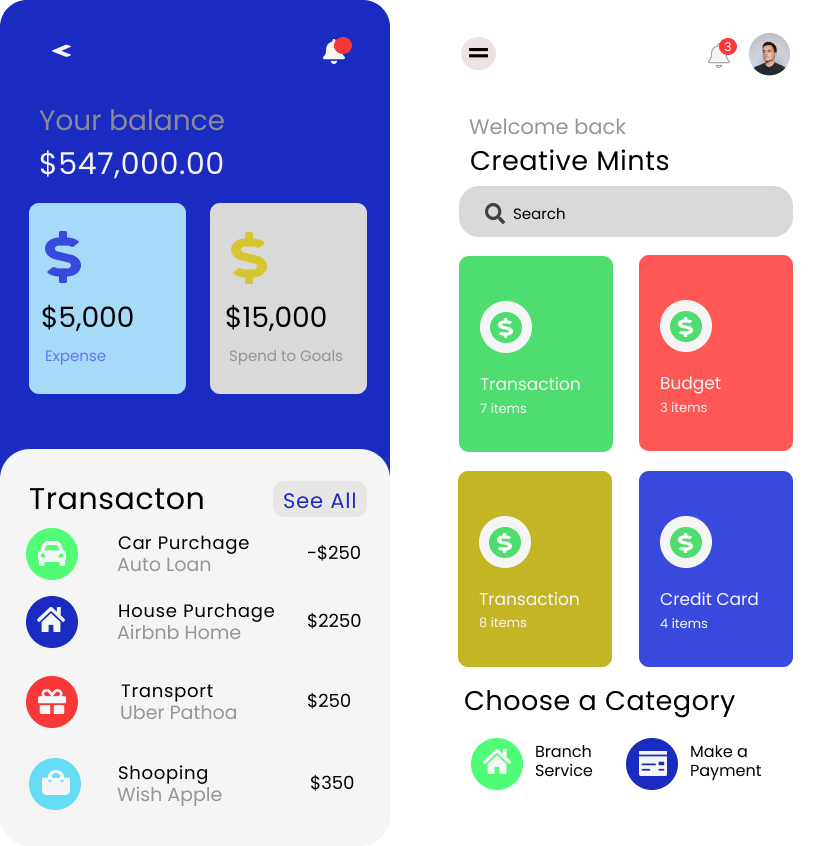 Your balance
$547,000.00
$
$
$5,000
$15,000
Expense
Spend to Goals
Transacton
See All
Car Purchage
Auto Loan
-$250
House Purchage
Airbnb Home
$2250
Transport
Uber Pathoa
$250
Shooping
Wish Apple
$350
3
Welcome back
Creative Mints
Search
$
Transaction
7 items
$
Budget
3 items
$
Transaction
8 items
$
Credit Card
4 items
Choose a Category
Branch
Service
Make a
Payment